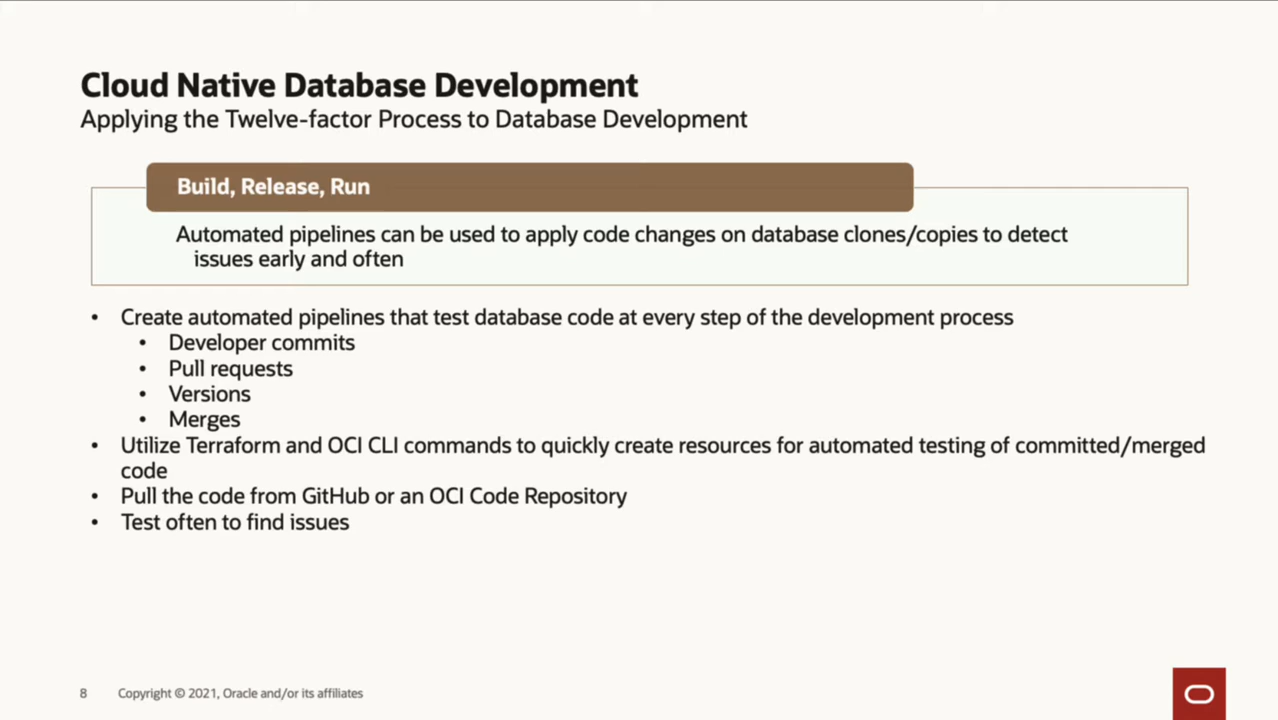 Cloud Native Database Development
Applying the Twelve-factor Process to Database Development
Build, Release, Run
Automated pipelines can be used to apply code changes on database clones/copies to detect
issues early and often
• Create automated pipelines that test database code at every step of the development process
• Developer commits
• Pull requests
• Versions
• Merges
• Utilize Terraform and OCI CLI commands to quickly create resources for automated testing of committed/merged
code
• Pull the code from GitHub or an OCI Code Repository
• Test often to find issues
8 Copyright © 2021, Oracle and/or its affiliates